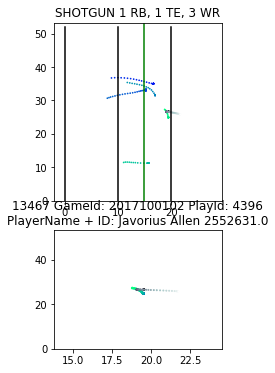 SHOTGUN 1 RB, 1 TE, 3 WR
50
40
30
20
10
0
0 10 20
13467 GameId: 2017100102 PlayId: 4396
PlayerName + ID: Javorius Allen 2552631.0
40
20
0
15.0 17.5 20.0 22.5